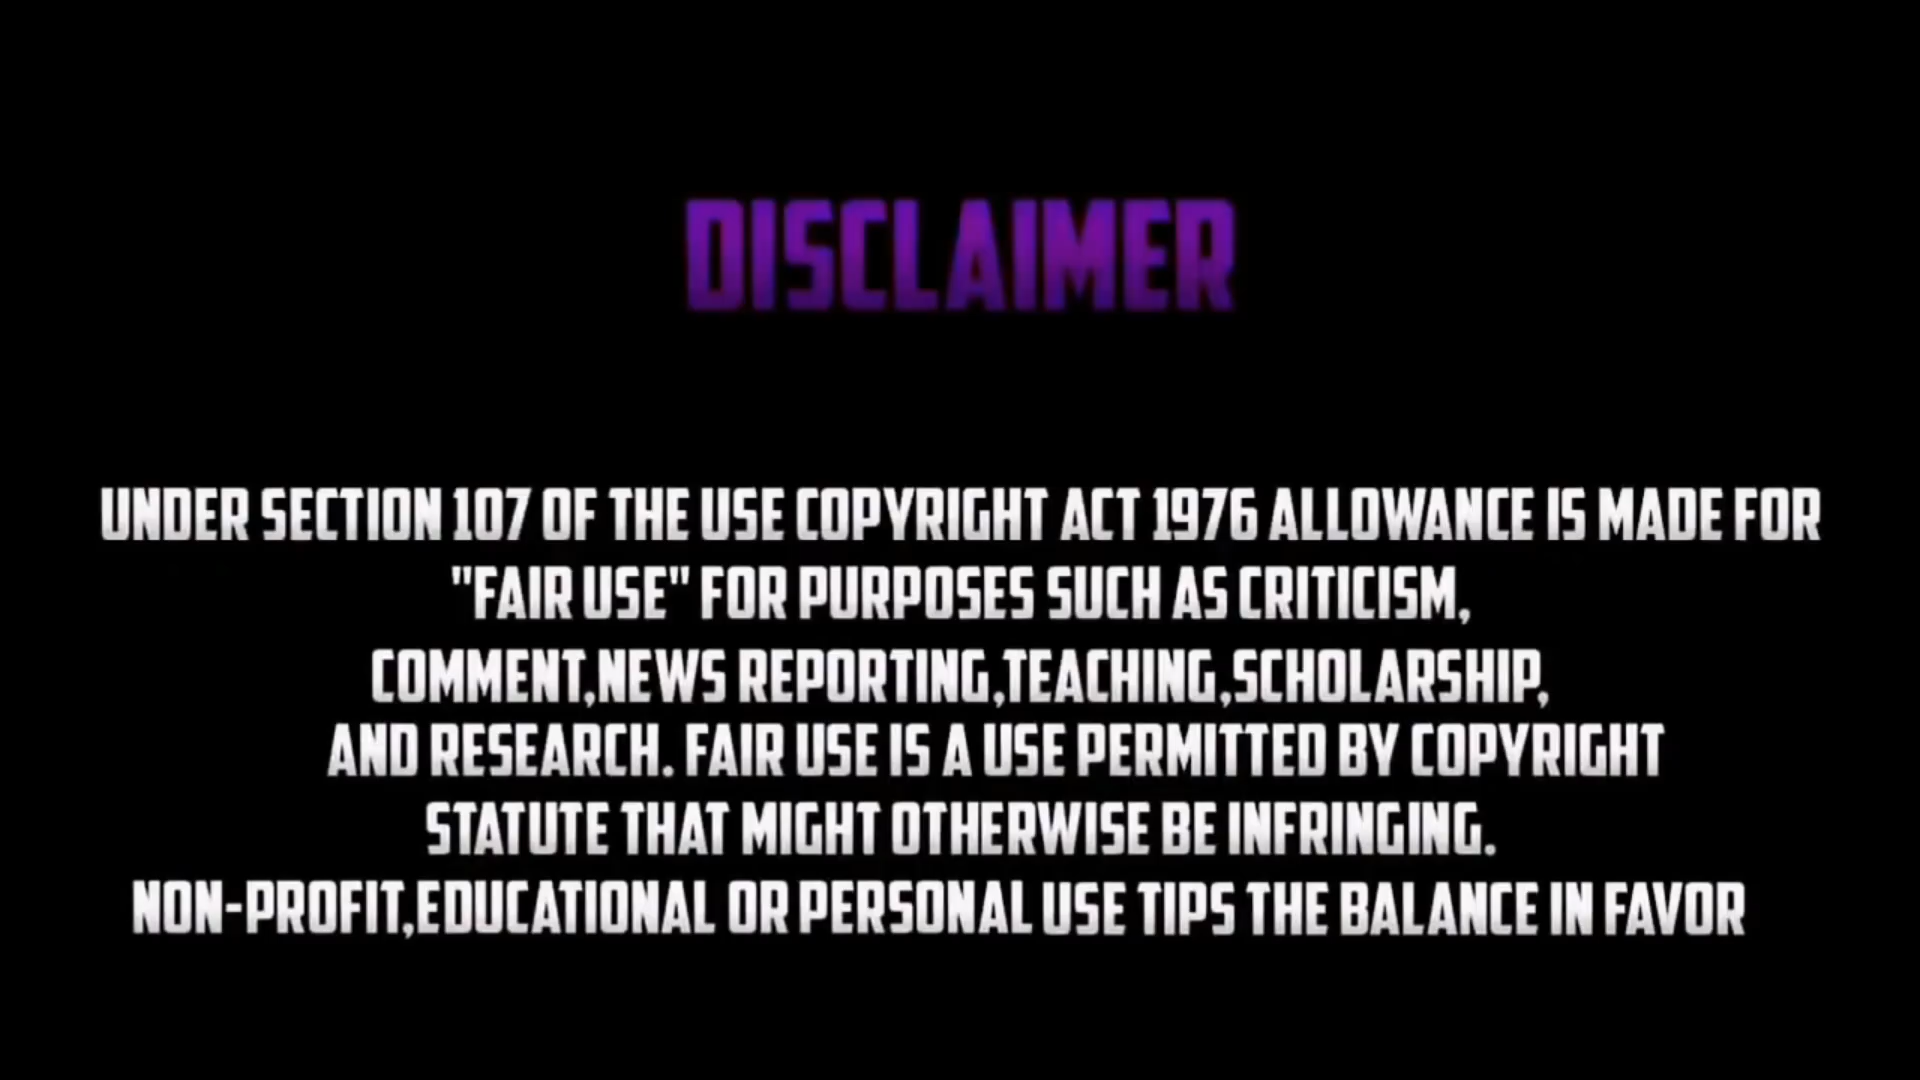 DISCLAIMER
UNDER SECTION 107 OF THE USE COPYRIGHT ACT 1976 ALLOWANCE IS MADE FOR
"FAIR USE" FOR PURPOSES SUCH AS CRITICISM,
COMMENT,NEWS REPORTING,TEACHING,SCHOLARSHIP,
AND RESEARCH. FAIR USE IS A USE PERMITTED BY COPYRIGHT
STATUTE THAT MIGHT OTHERWISE BE INFRINGING.
NON-PROFIT,EDUCATIONAL OR PERSONAL USE TIPS THE BALANCE IN FAVOR